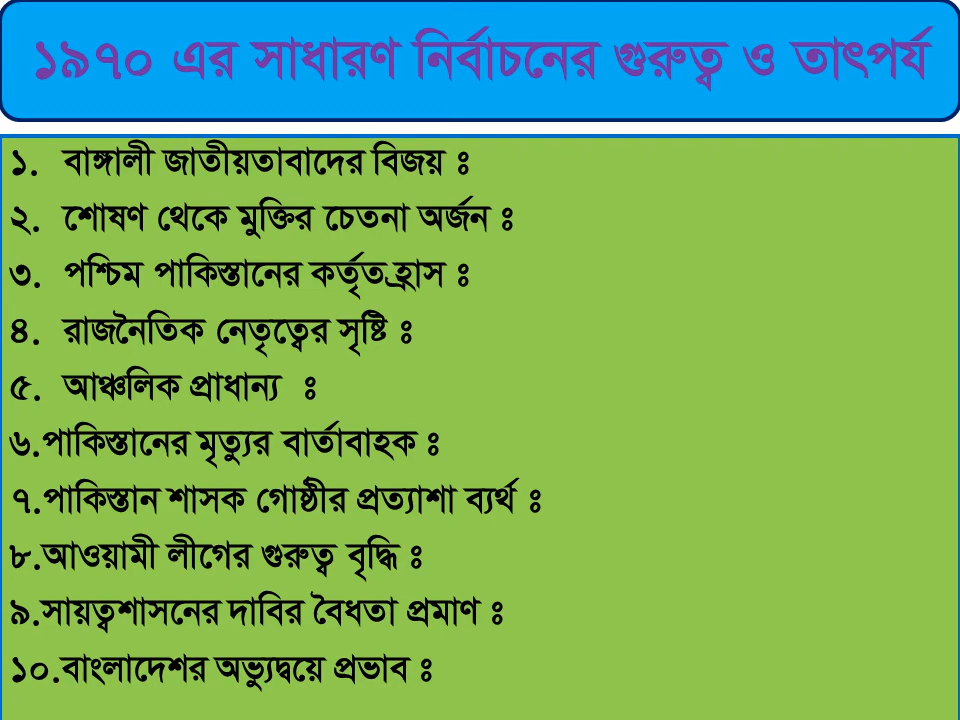 ১৯৭০ এর সাধারণ নির্বাচনের গুরুত্ব ও তাৎপর্য
১. বাঙ্গালী জাতীয়তাবাদের বিজয় ঃ
২. শোষণ থেকে মুক্তির চেতনা অর্জন ঃ
৩. পশ্চিম পাকিস্তানের কর্তৃত্ব হ্রাস ঃ
৪. রাজনৈতিক নেতৃত্বের সৃষ্টি ঃ
৫. আঞ্চলিক প্রাধান্য ঃ
৬.পাকিস্তানের মৃত্যুর বার্তাবাহক ঃ
৭.পাকিস্তান শাসক গোষ্ঠীর প্রত্যাশা ব্যর্থ ঃ
৮.আওয়ামী লীগের গুরুত্ব বৃদ্ধি ঃ
৯.সায়ত্বশাসনের দাবির বৈধতা প্রমাণ ঃ
১০.বাংলাদেশর অভ্যুদ্বয়ে প্রভাব ঃ